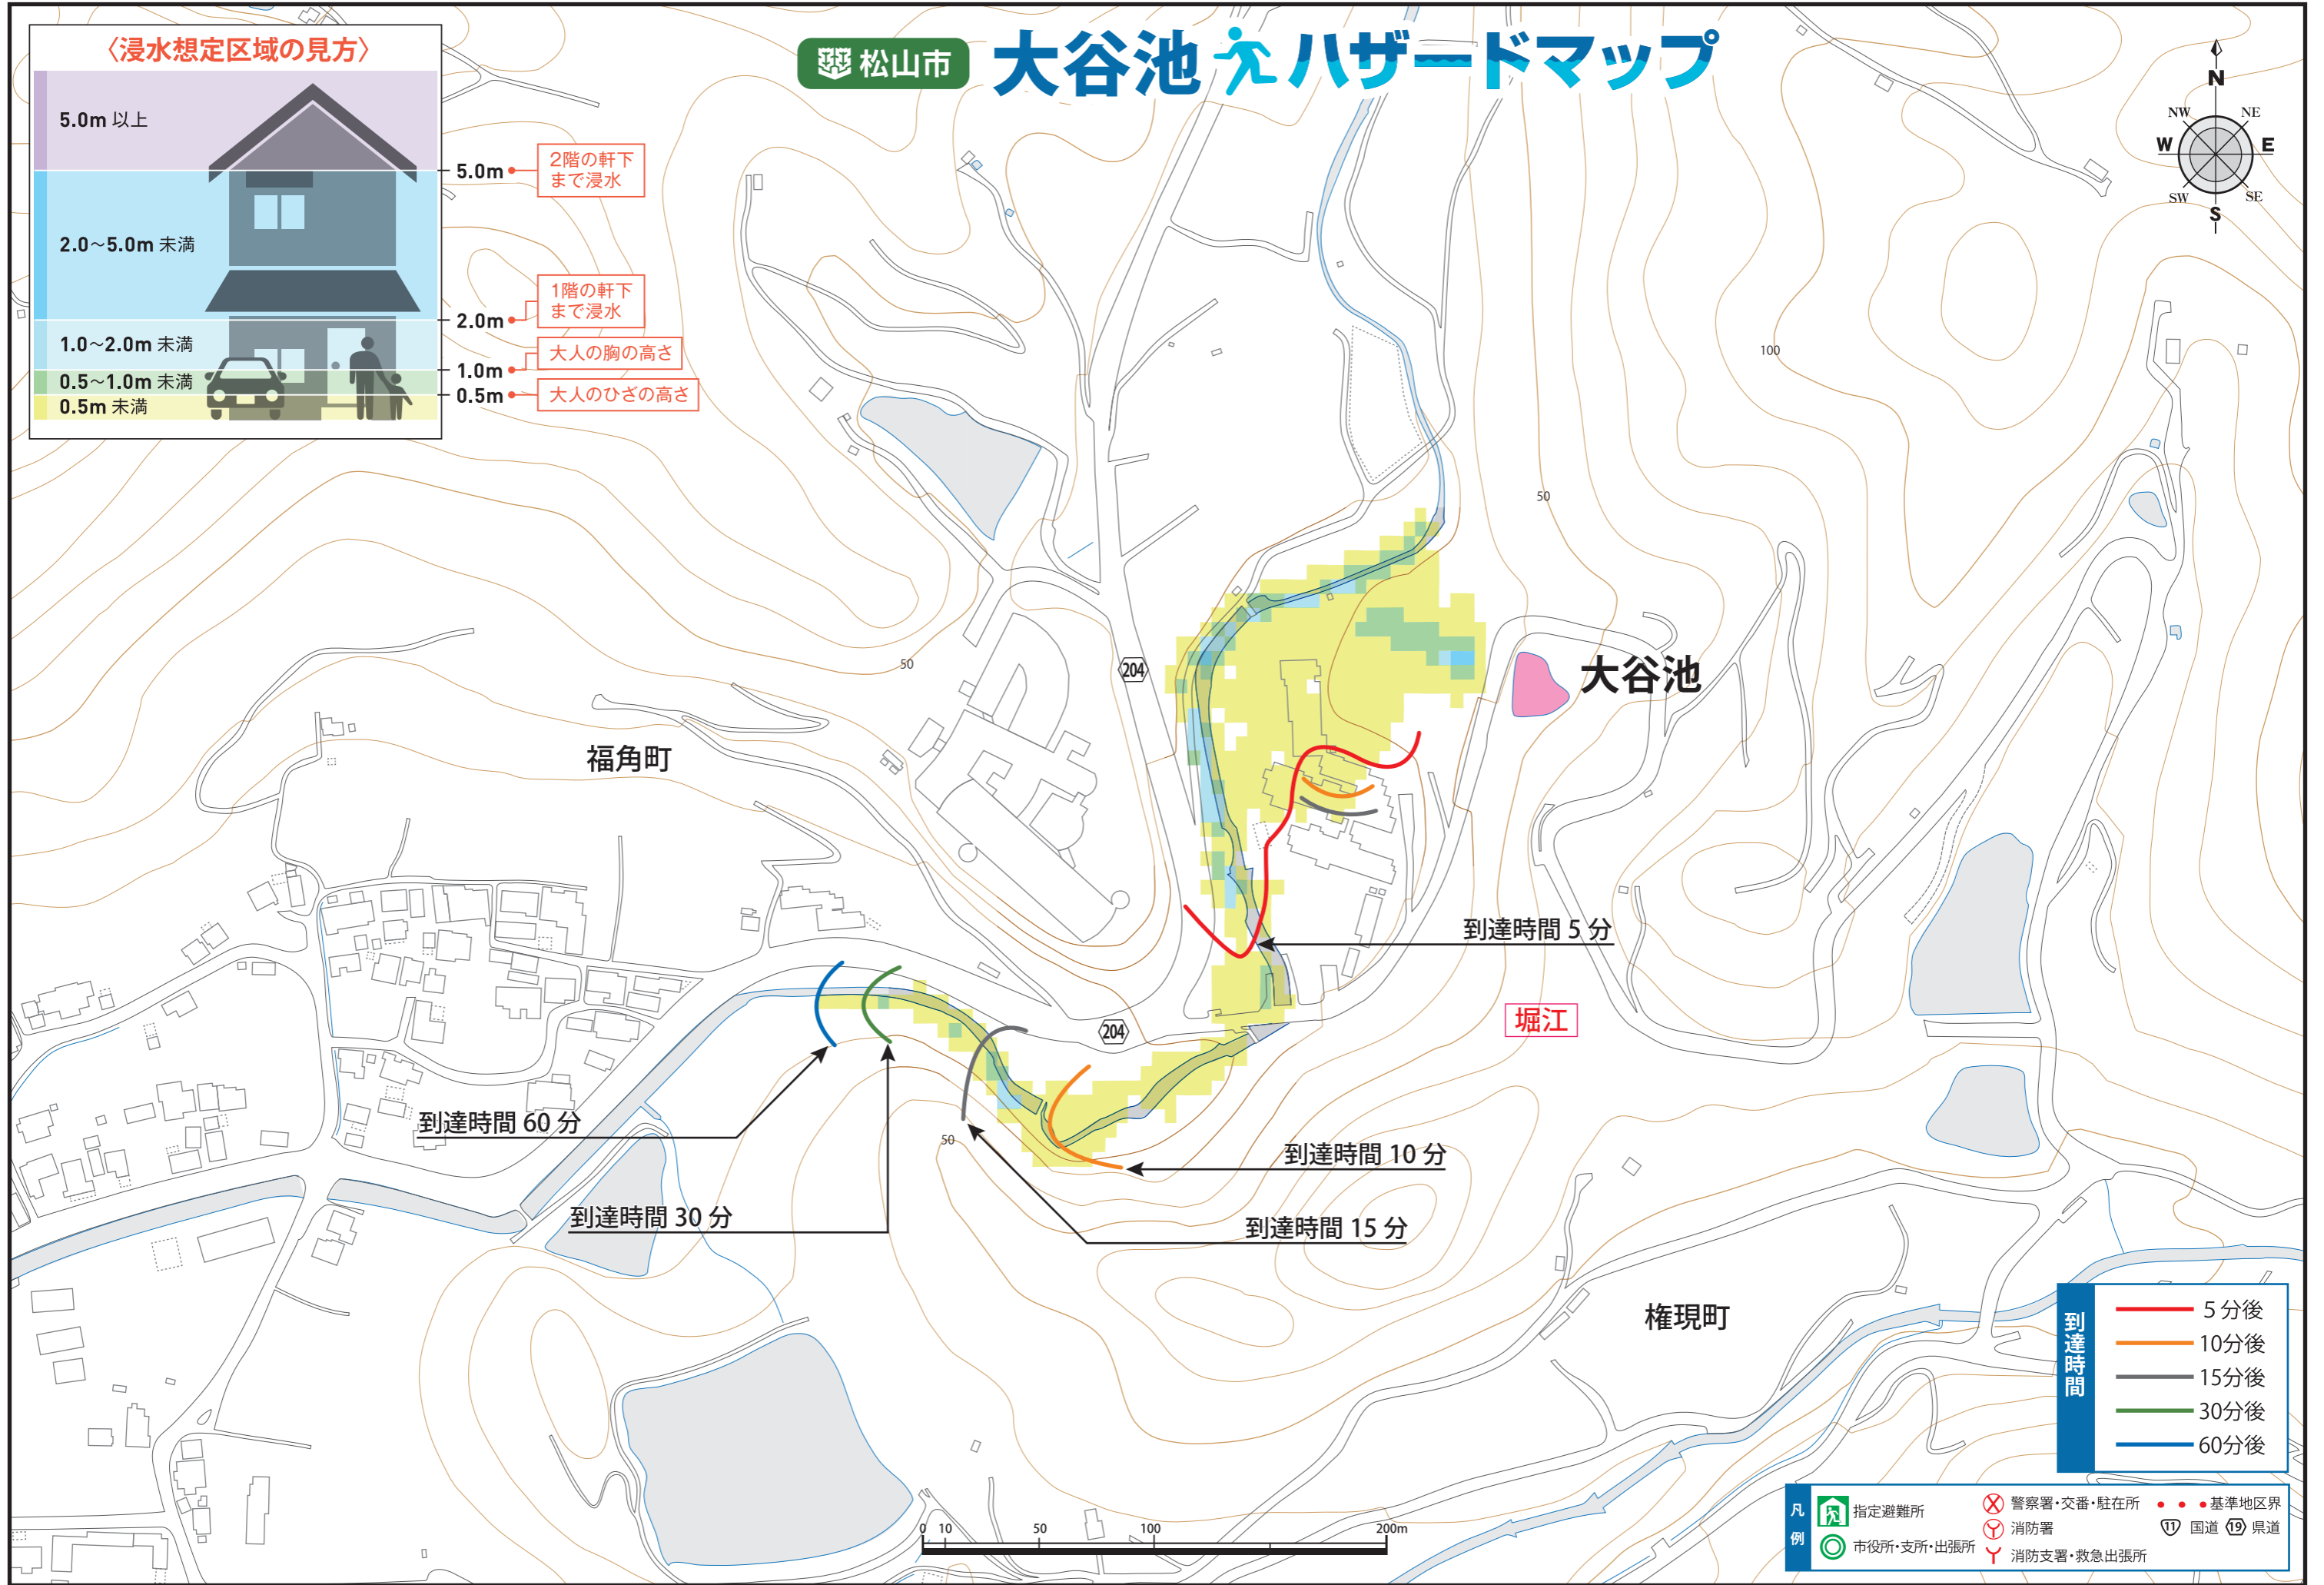 松山市 大谷池 ハザードマップ
〈浸水想定区域の見方〉
5.0m 以上
2.0～5.0m 未満
1.0～2.0m 未満
0.5～1.0m 未満
0.5m 未満
5.0m
2階の軒下
まで浸水
2.0m
1階の軒下
まで浸水
1.0m
大人の胸の高さ
0.5m
大人のひざの高さ
N
NW
NE
W
E
SW
SE
S
100
50
50
204
大谷池
福角町
到達時間 5 分
堀江
204
到達時間 60 分
50
到達時間 10 分
到達時間 30 分
到達時間 15 分
権現町
到達時間
5分後
10分後
15分後
30分後
60分後
0 10 50 100 200m
凡例
指定避難所
市役所・支所・出張所
警察署・交番・駐在所
消防署
消防支署・救急出張所
基準地区界
11 国道 19 県道